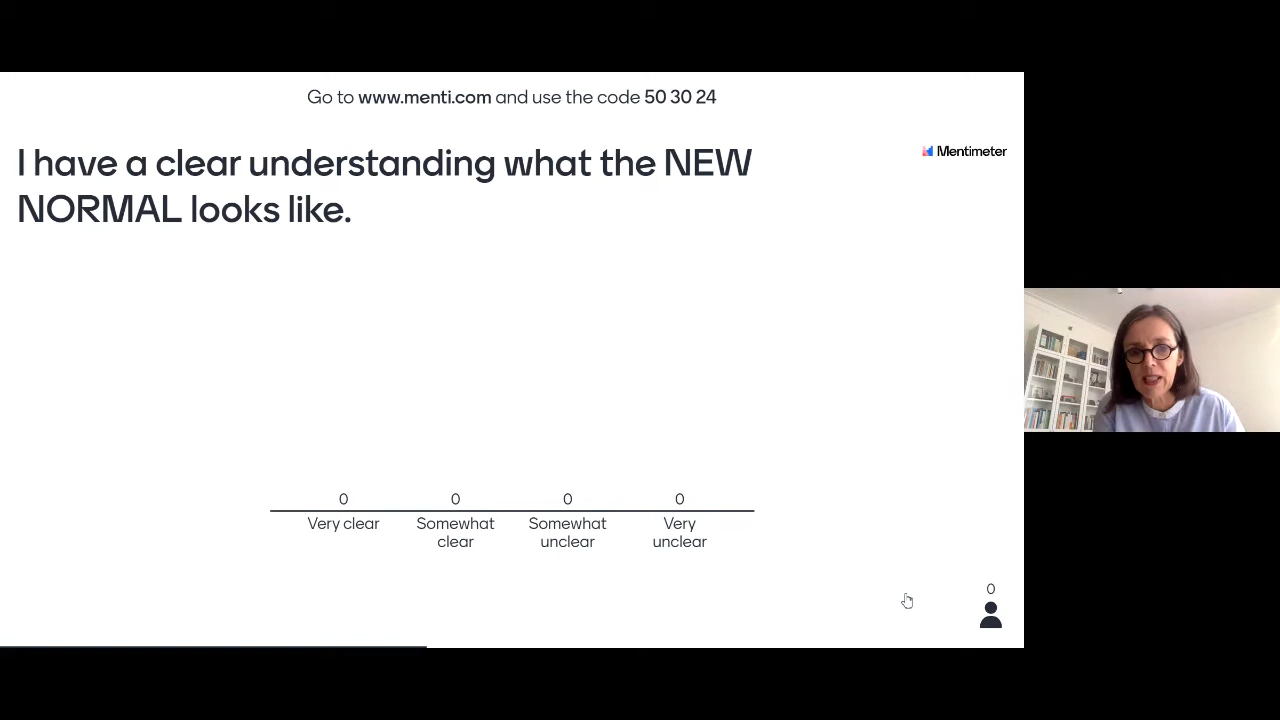 Go to www.menti.com and use the code 50 30 24
I have a clear understanding what the NEW
NORMAL looks like.
Mentimeter
0
0
0
0
Very clear
Somewhat
clear
Somewhat
unclear
Very
unclear
0